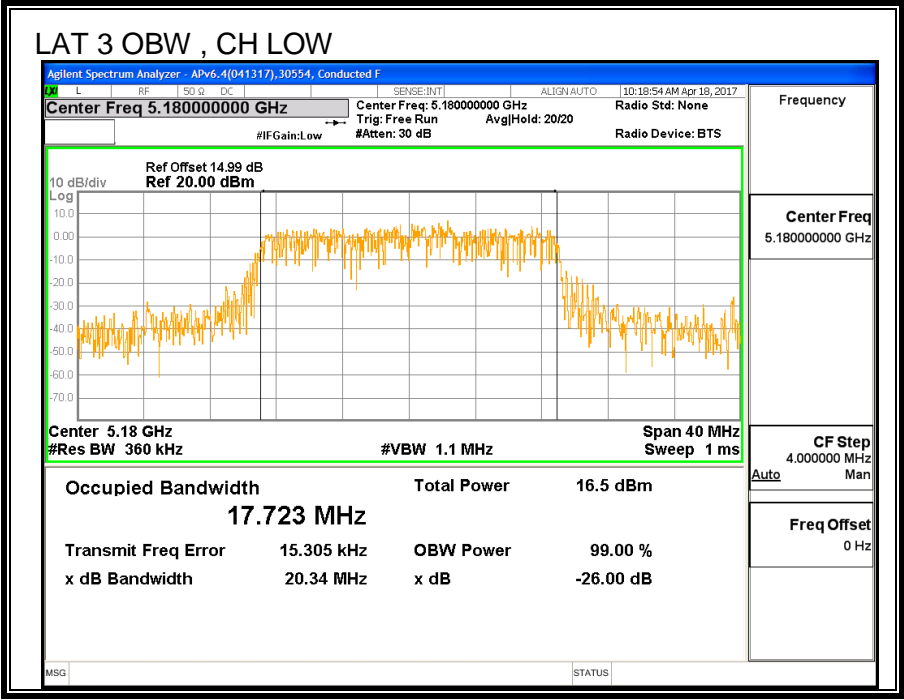 LAT 3 OBW , CH LOW
Agilent Spectrum Analyzer - APv6.4(041317),30554, Conducted F
LXI L RF 50 Ω DC SENSE:INT ALIGN AUTO 10:18:54 AM Apr 18, 2017
Center Freq 5.180000000 GHz
Center Freq: 5.180000000 GHz
Radio Std: None
Trig: Free Run Avg|Hold: 20/20
#IFGain:Low
#Atten: 30 dB
Radio Device: BTS
Ref Offset 14.99 dB
10 dB/div Ref 20.00 dBm
Log
10.0
0.00
-10.0
-20.0
-30.0
-40.0
-50.0
-60.0
-70.0
Center 5.18 GHz Span 40 MHz
#Res BW 360 kHz #VBW 1.1 MHz Sweep 1 ms
Occupied Bandwidth Total Power 16.5 dBm
17.723 MHz
Transmit Freq Error 15.305 kHz OBW Power 99.00 %
x dB Bandwidth 20.34 MHz x dB -26.00 dB
MSG STATUS
Frequency
Center Freq
5.180000000 GHz
CF Step
4.000000 MHz
Auto Man
Freq Offset
0 Hz